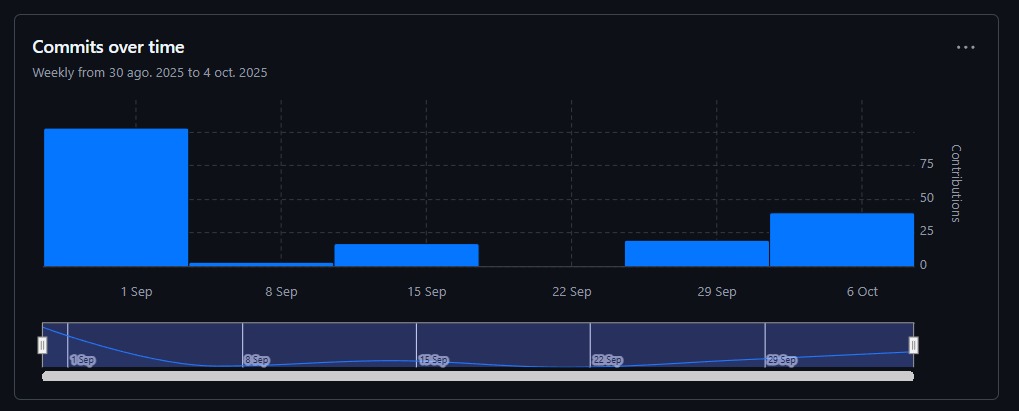 Commits over time
Weekly from 30 ago. 2025 to 4 oct. 2025
75
50
25
0
Contributions
1 Sep
8 Sep
15 Sep
22 Sep
29 Sep
6 Oct
1 Sep
8 Sep
15 Sep
22 Sep
29 Sep